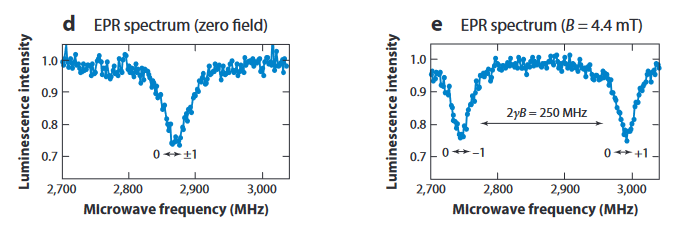 d EPR spectrum (zero field)
Luminescence intensity
1.0
0.9
0.8
0.7
0 ↔ ±1
2,700 2,800 2,900 3,000
Microwave frequency (MHz)
e EPR spectrum (B = 4.4 mT)
Luminescence intensity
1.0
0.9
0.8
0.7
2γB = 250 MHz
0 ↔ −1
0 ↔ +1
2,700 2,800 2,900 3,000
Microwave frequency (MHz)